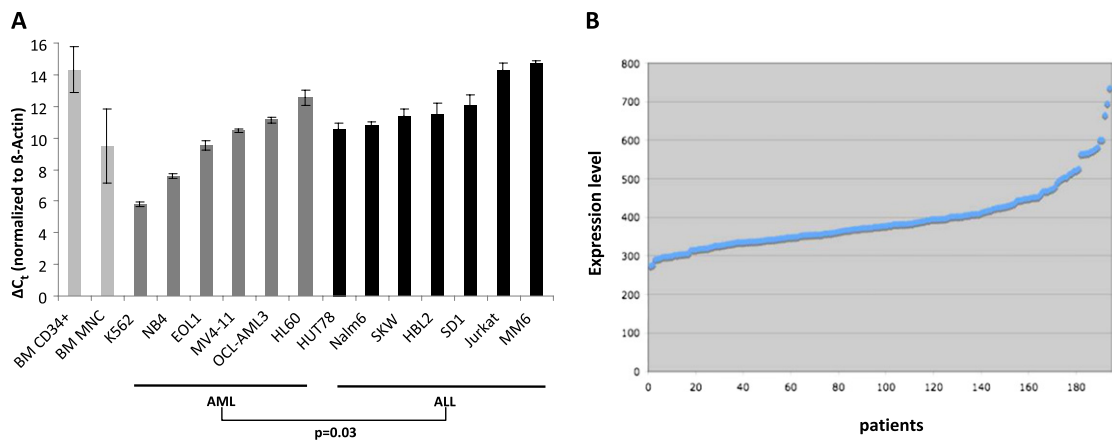 A
ΔCt (normalized to ß-Actin)
16
14
12
10
8
6
4
2
0
BM CD34+
BM MNC
K562
NB4
EOL1
MV4-11
OCL-AML3
HL60
HUT78
Nalm6
SKW
HBL2
SD1
Jurkat
MM6
AML
ALL
p=0.03
B
Expression level
800
700
600
500
400
300
200
100
0
0 20 40 60 80 100 120 140 160 180
patients